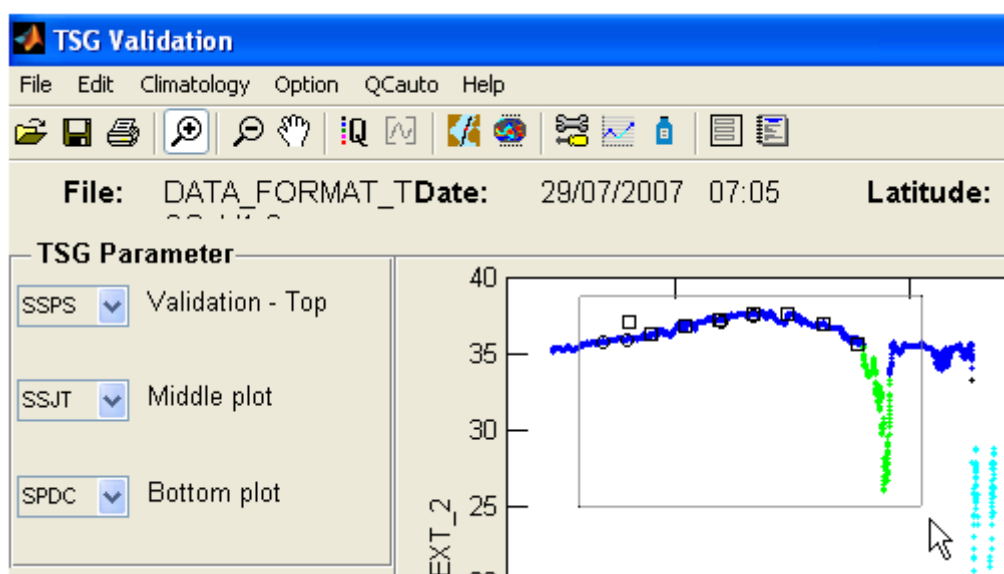 TSG Validation
File Edit Climatology Option QCauto Help
Q
File: DATA_FORMAT_T Date: 29/07/2007 07:05 Latitude:
TSG Parameter
SSPS Validation - Top
SSJT Middle plot
SPDC Bottom plot
40
35
30
25
EXT_2